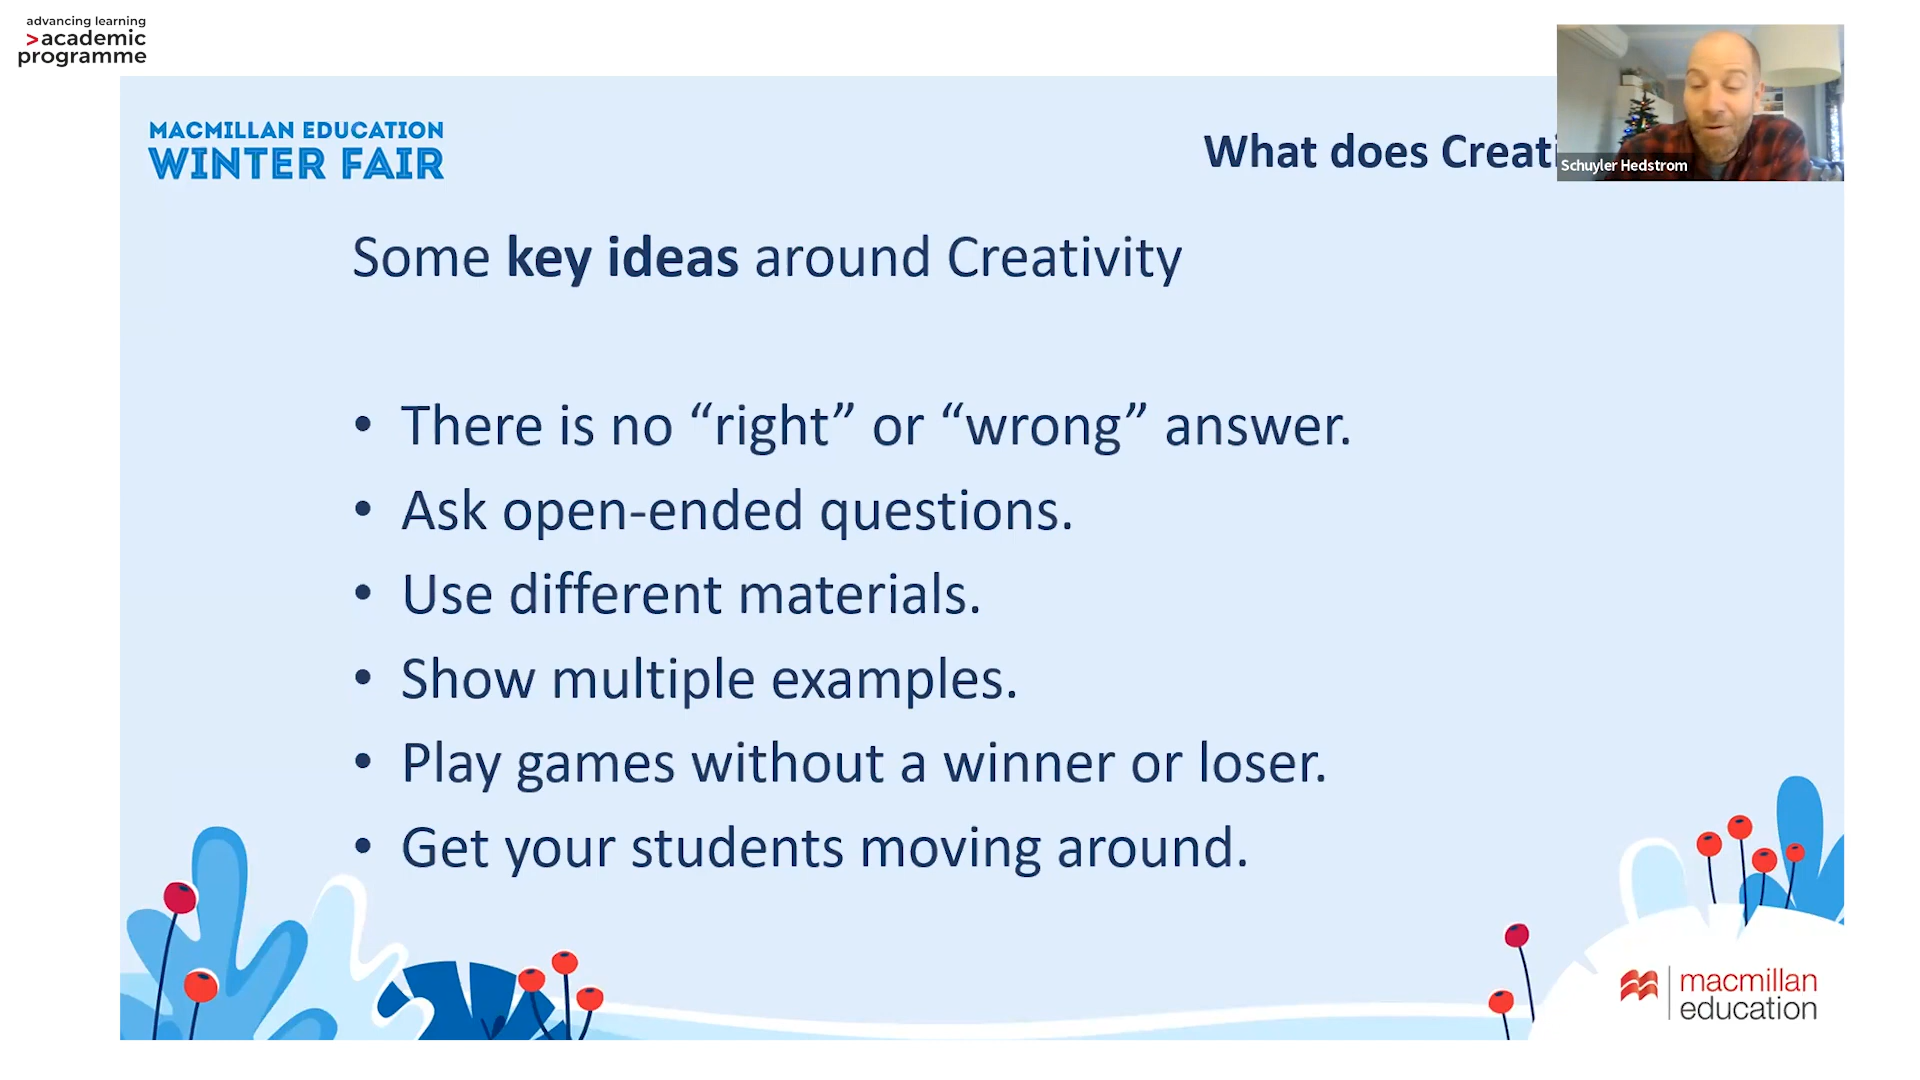 advancing learning
>academic
programme
MACMILLAN EDUCATION
WINTER FAIR
What does Creati
Schuyler Hedstrom
Some key ideas around Creativity
• There is no “right” or “wrong” answer.
• Ask open-ended questions.
• Use different materials.
• Show multiple examples.
• Play games without a winner or loser.
• Get your students moving around.
macmillan
education